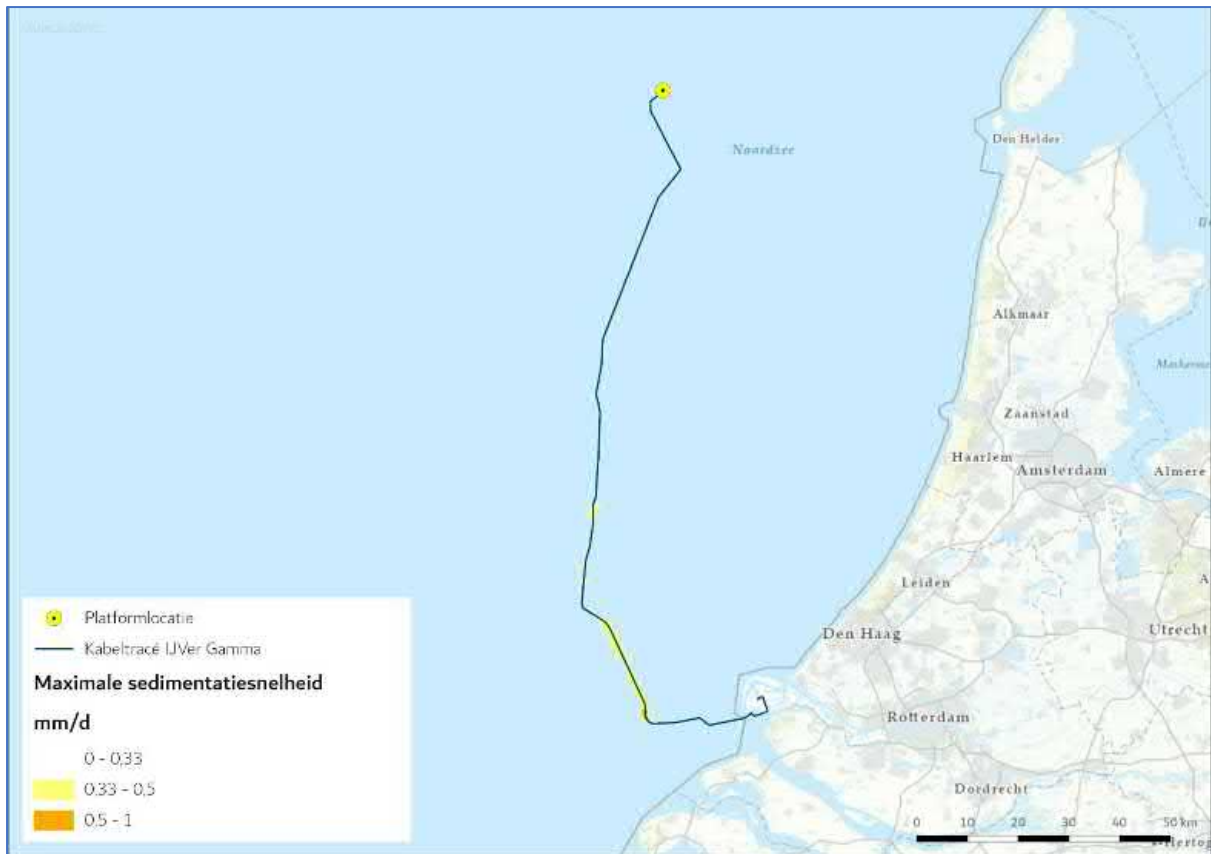 Noordzee
Den Helder
Alkmaar
Zaanstad
Haarlem
Amsterdam
Almere
Leiden
Den Haag
Utrecht
Rotterdam
Dordrecht
Platformlocatie
Kabeltracé IJVer Gamma
Maximale sedimentatiesnelheid
mm/d
0 - 0,33
0,33 - 0,5
0,5 - 1
0 10 20 30 40 50 km